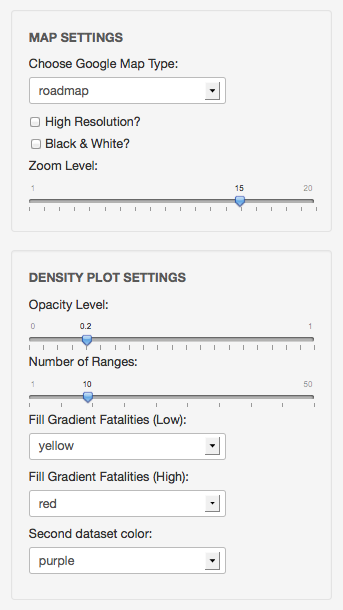 MAP SETTINGS
Choose Google Map Type:
roadmap
High Resolution?
Black & White?
Zoom Level:
1 15 20
DENSITY PLOT SETTINGS
Opacity Level:
0 0.2 1
Number of Ranges:
1 10 50
Fill Gradient Fatalities (Low):
yellow
Fill Gradient Fatalities (High):
red
Second dataset color:
purple